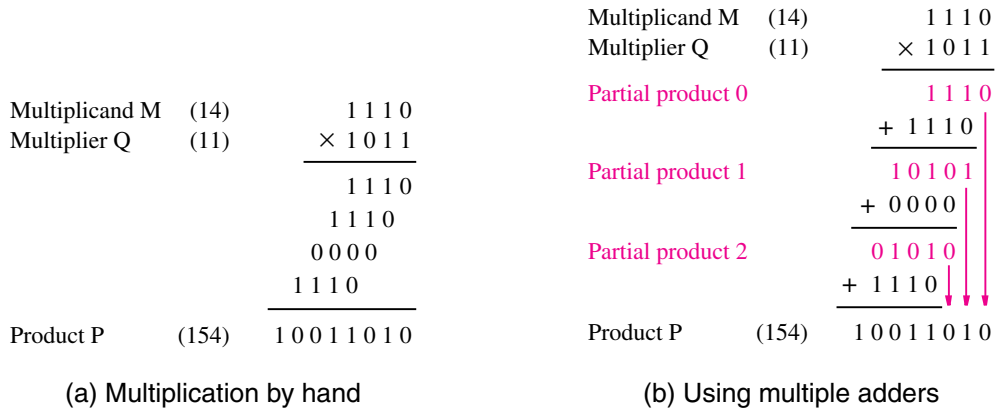 Multiplicand M (14) 1 1 1 0
Multiplier Q (11) × 1 0 1 1
1 1 1 0
1 1 1 0
0 0 0 0
1 1 1 0
Product P (154) 1 0 0 1 1 0 1 0
(a) Multiplication by hand
Multiplicand M (14) 1 1 1 0
Multiplier Q (11) × 1 0 1 1
Partial product 0 1 1 1 0
+ 1 1 1 0
Partial product 1 1 0 1 0 1
+ 0 0 0 0
Partial product 2 0 1 0 1 0
+ 1 1 1 0
Product P (154) 1 0 0 1 1 0 1 0
(b) Using multiple adders